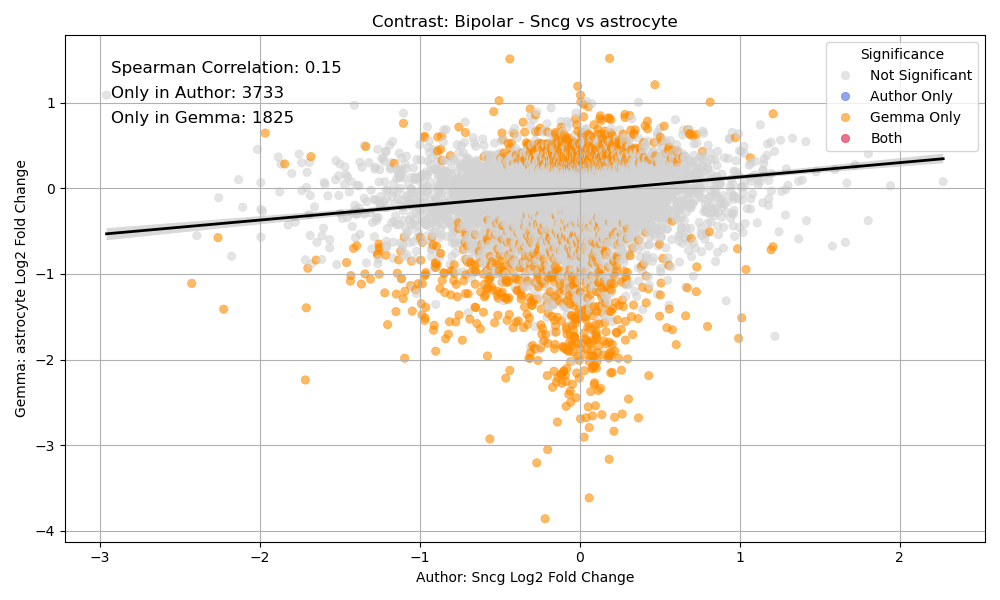 Contrast: Bipolar - Sncg vs astrocyte
Spearman Correlation: 0.15
Only in Author: 3733
Only in Gemma: 1825
Significance
Not Significant
Author Only
Gemma Only
Both
Gemma: astrocyte Log2 Fold Change
1
0
−1
−2
−3
−4
−3
−2
−1
0
1
2
Author: Sncg Log2 Fold Change